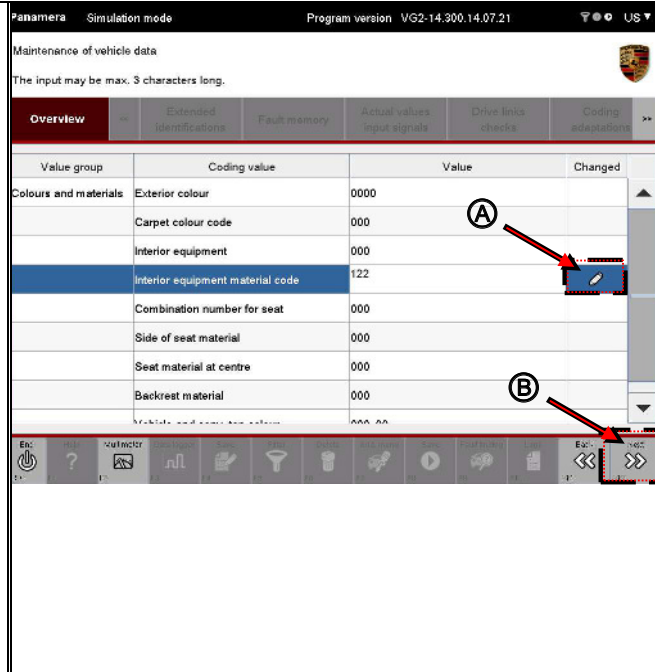 Panamera Simulation mode Program version VG2-14.300.14.07.21 US
Maintenance of vehicle data
The input may be max. 3 characters long.
Overview << Extended identifications Fault memory Actual values input signals Drive links checks Coding adaptations >>
Value group Coding value Value Changed
Colours and materials Exterior colour 0000
Carpet colour code 000
Interior equipment 000
Interior equipment material code 122
Combination number for seat 000
Side of seat material 000
Seat material at centre 000
Backrest material 000
A
B
Multimeter
?